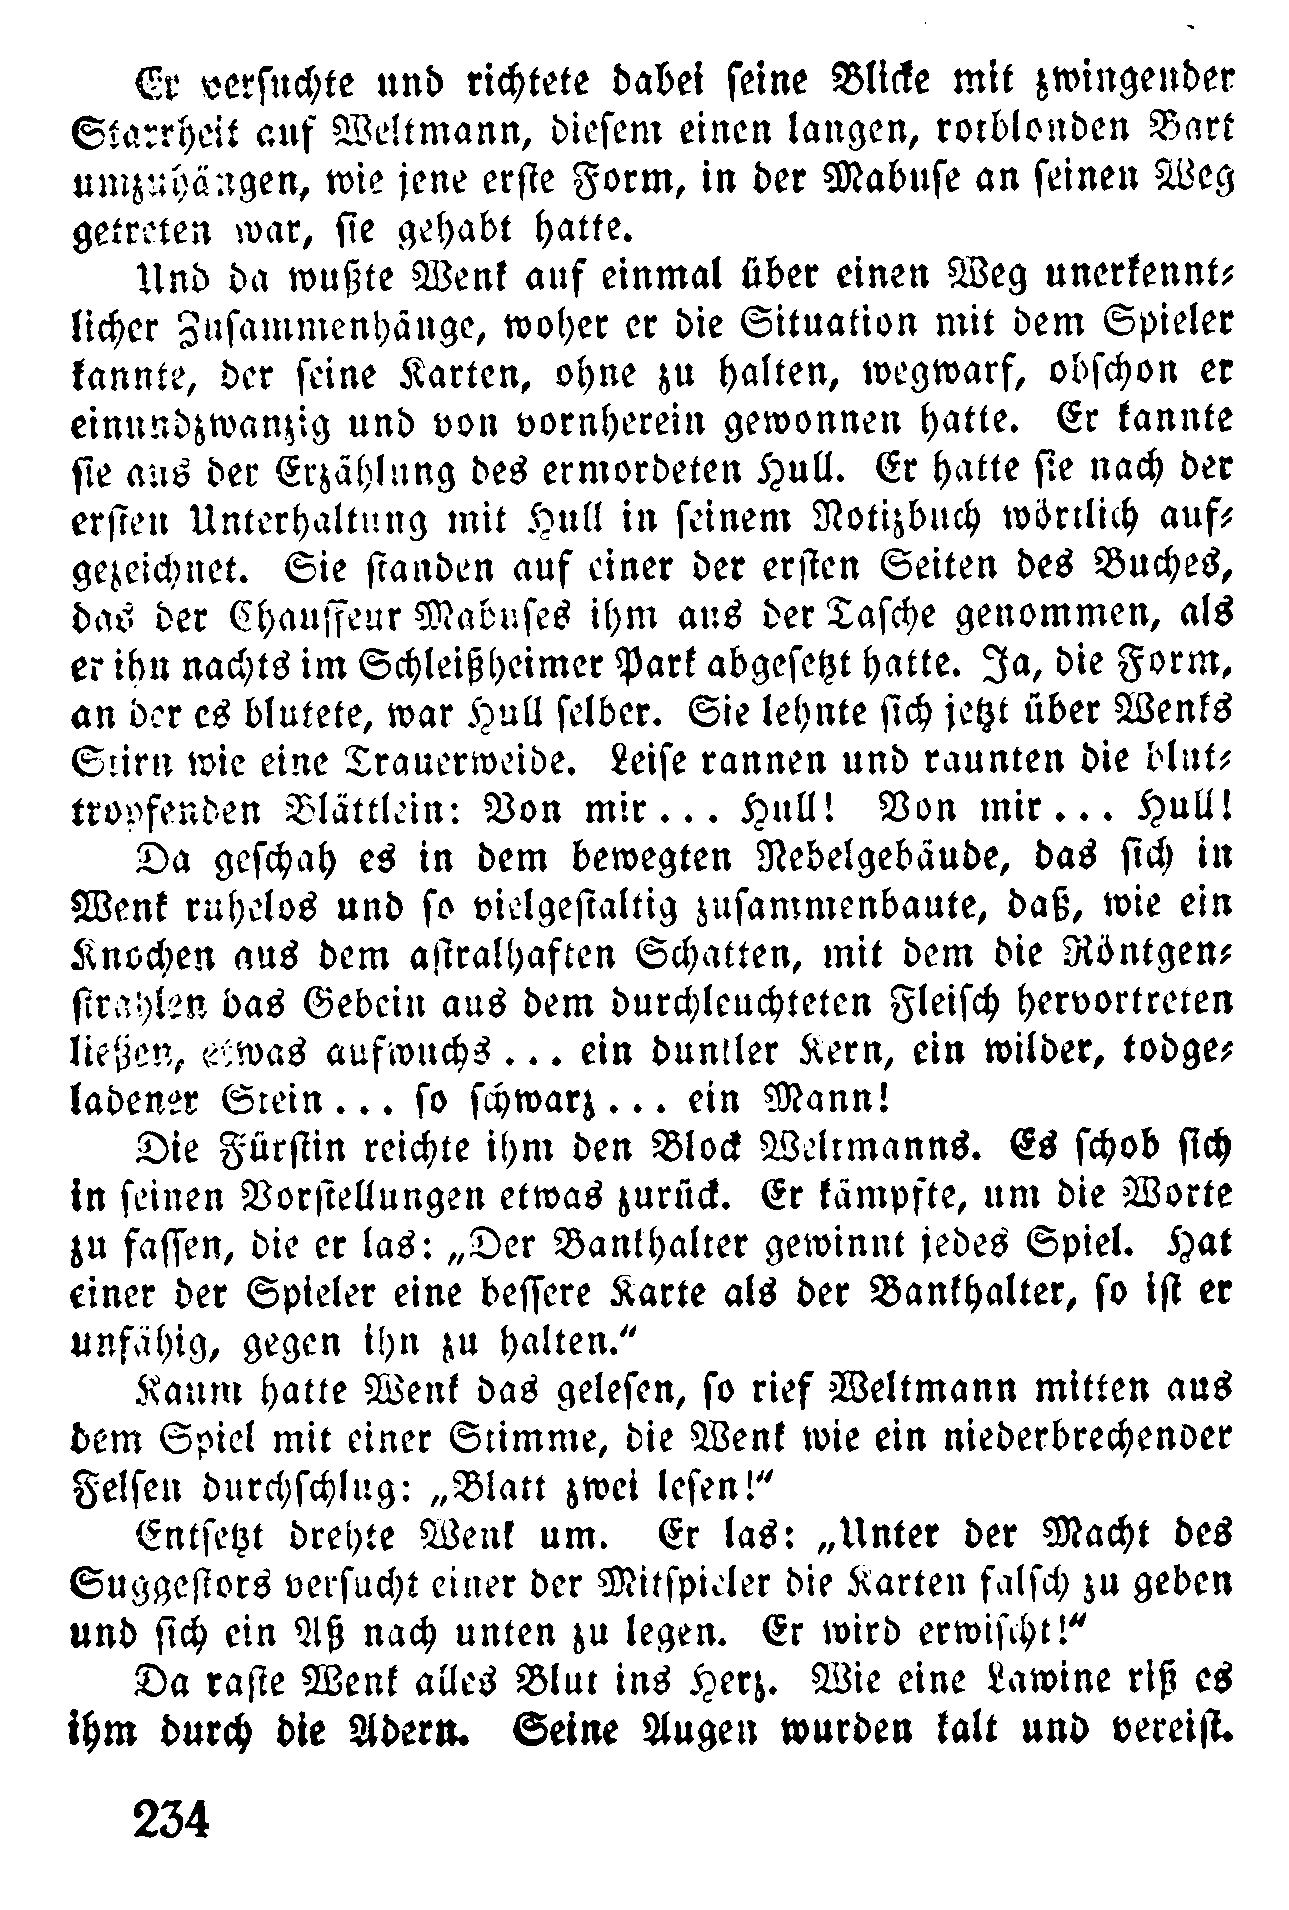 Er versuchte und richtete dabei seine Blicke mit zwingender
Starrheit auf Weltmann, diesem einen langen, rotblonden Bart
umzuhängen, wie jene erste Form, in der Mabuse an seinen Weg
getreten war, sie gehabt hatte.
Und da wußte Wenk auf einmal über einen Weg unerkennt-
licher Zusammenhänge, woher er die Situation mit dem Spieler
kannte, der seine Karten, ohne zu halten, wegwarf, obschon er
einundzwanzig und von vornherein gewonnen hatte. Er kannte
sie aus der Erzählung des ermordeten Hull. Er hatte sie nach der
ersten Unterhaltung mit Hull in seinem Notizbuch wörtlich auf-
gezeichnet. Sie standen auf einer der ersten Seiten des Buches,
das der Chauffeur Mabuses ihm aus der Tasche genommen, als
er ihn nachts im Schleißheimer Park abgesetzt hatte. Ja, die Form,
an der es blutete, war Hull selber. Sie lehnte sich jetzt über Wenks
Stirn wie eine Trauerweide. Leise rannen und raunten die blut-
tropfenden Blättlein: Von mir... Hull! Von mir... Hull!
Da geschah es in dem bewegten Nebelgebäude, das sich in
Wenk ruhelos und so vielgestaltig zusammenbaute, daß, wie ein
Knochen aus dem astralhaften Schatten, mit dem die Röntgen-
strahlen das Gebein aus dem durchleuchteten Fleisch hervortreten
ließen, etwas aufwuchs... ein dunkler Kern, ein wilder, todge-
ladener Stein... so schwarz... ein Mann!
Die Fürstin reichte ihm den Block Weltmanns. Es schob sich
in seinen Vorstellungen etwas zurück. Er kämpfte, um die Worte
zu fassen, die er las: „Der Bankhalter gewinnt jedes Spiel. Hat
einer der Spieler eine bessere Karte als der Bankhalter, so ist er
unfähig, gegen ihn zu halten.“
Kaum hatte Wenk das gelesen, so rief Weltmann mitten aus
dem Spiel mit einer Stimme, die Wenk wie ein niederbrechender
Felsen durchschlug: „Blatt zwei lesen!“
Entsetzt drehte Wenk um. Er las: „Unter der Macht des
Suggestors versucht einer der Mitspieler die Karten falsch zu geben
und sich ein Aß nach unten zu legen. Er wird erwischt!“
Da raste Wenk alles Blut ins Herz. Wie eine Lawine riß es
ihm durch die Adern. Seine Augen wurden kalt und vereist.
234